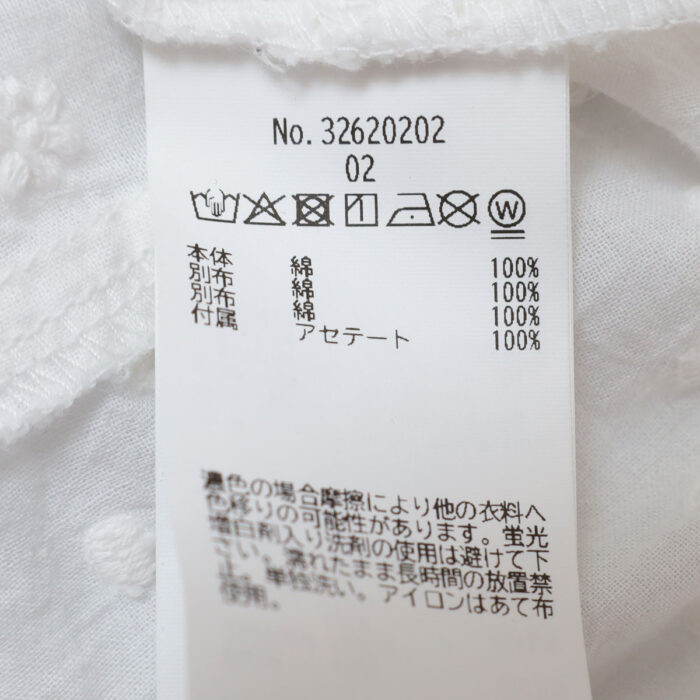 No. 32620202
02
W
本体 綿 100%
別布 綿 100%
別布 綿 100%
付属 アセテート 100%
濃色の場合摩擦により他の衣料へ
色移りの可能性があります。蛍光
増白剤入り洗剤の使用は避けて下
さい。濡れたまま長時間の放置禁
止。単独洗い。アイロンはあて布
使用。